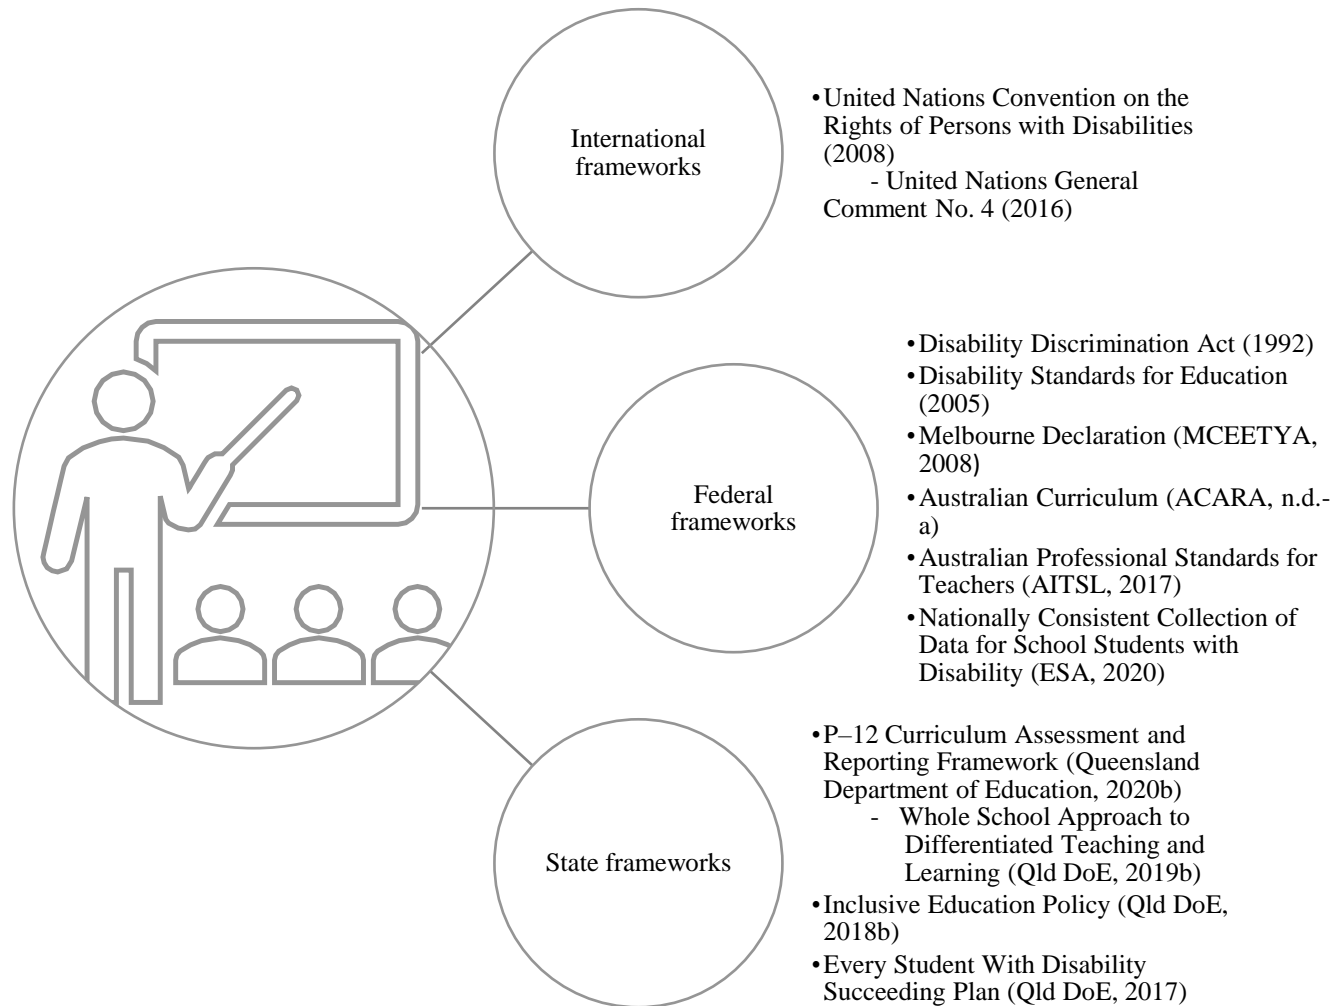 International
frameworks
•United Nations Convention on the
Rights of Persons with Disabilities
(2008)
- United Nations General
Comment No. 4 (2016)
Federal
frameworks
•Disability Discrimination Act (1992)
•Disability Standards for Education
(2005)
•Melbourne Declaration (MCEETYA,
2008)
•Australian Curriculum (ACARA, n.d.-
a)
•Australian Professional Standards for
Teachers (AITSL, 2017)
•Nationally Consistent Collection of
Data for School Students with
Disability (ESA, 2020)
State frameworks
•P–12 Curriculum Assessment and
Reporting Framework (Queensland
Department of Education, 2020b)
- Whole School Approach to
Differentiated Teaching and
Learning (Qld DoE, 2019b)
•Inclusive Education Policy (Qld DoE,
2018b)
•Every Student With Disability
Succeeding Plan (Qld DoE, 2017)